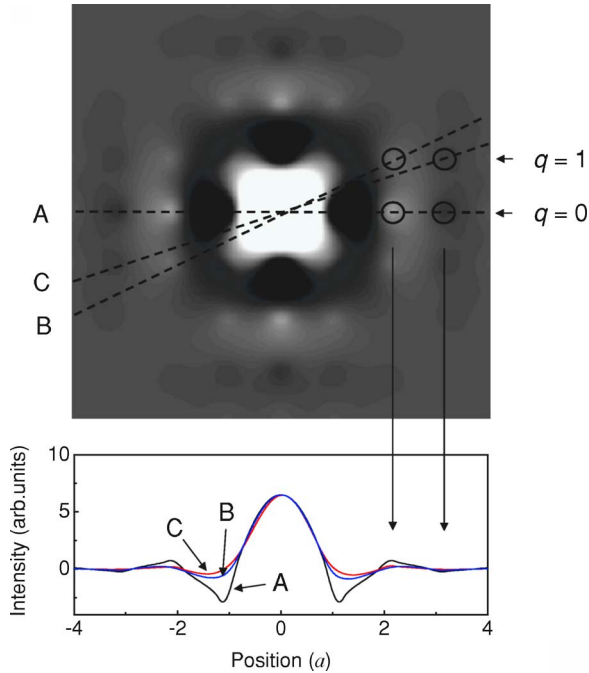 q = 1
A
q = 0
C
B
10
5
0
Intensity (arb.units)
C
B
A
-4
-2
0
2
4
Position (a)